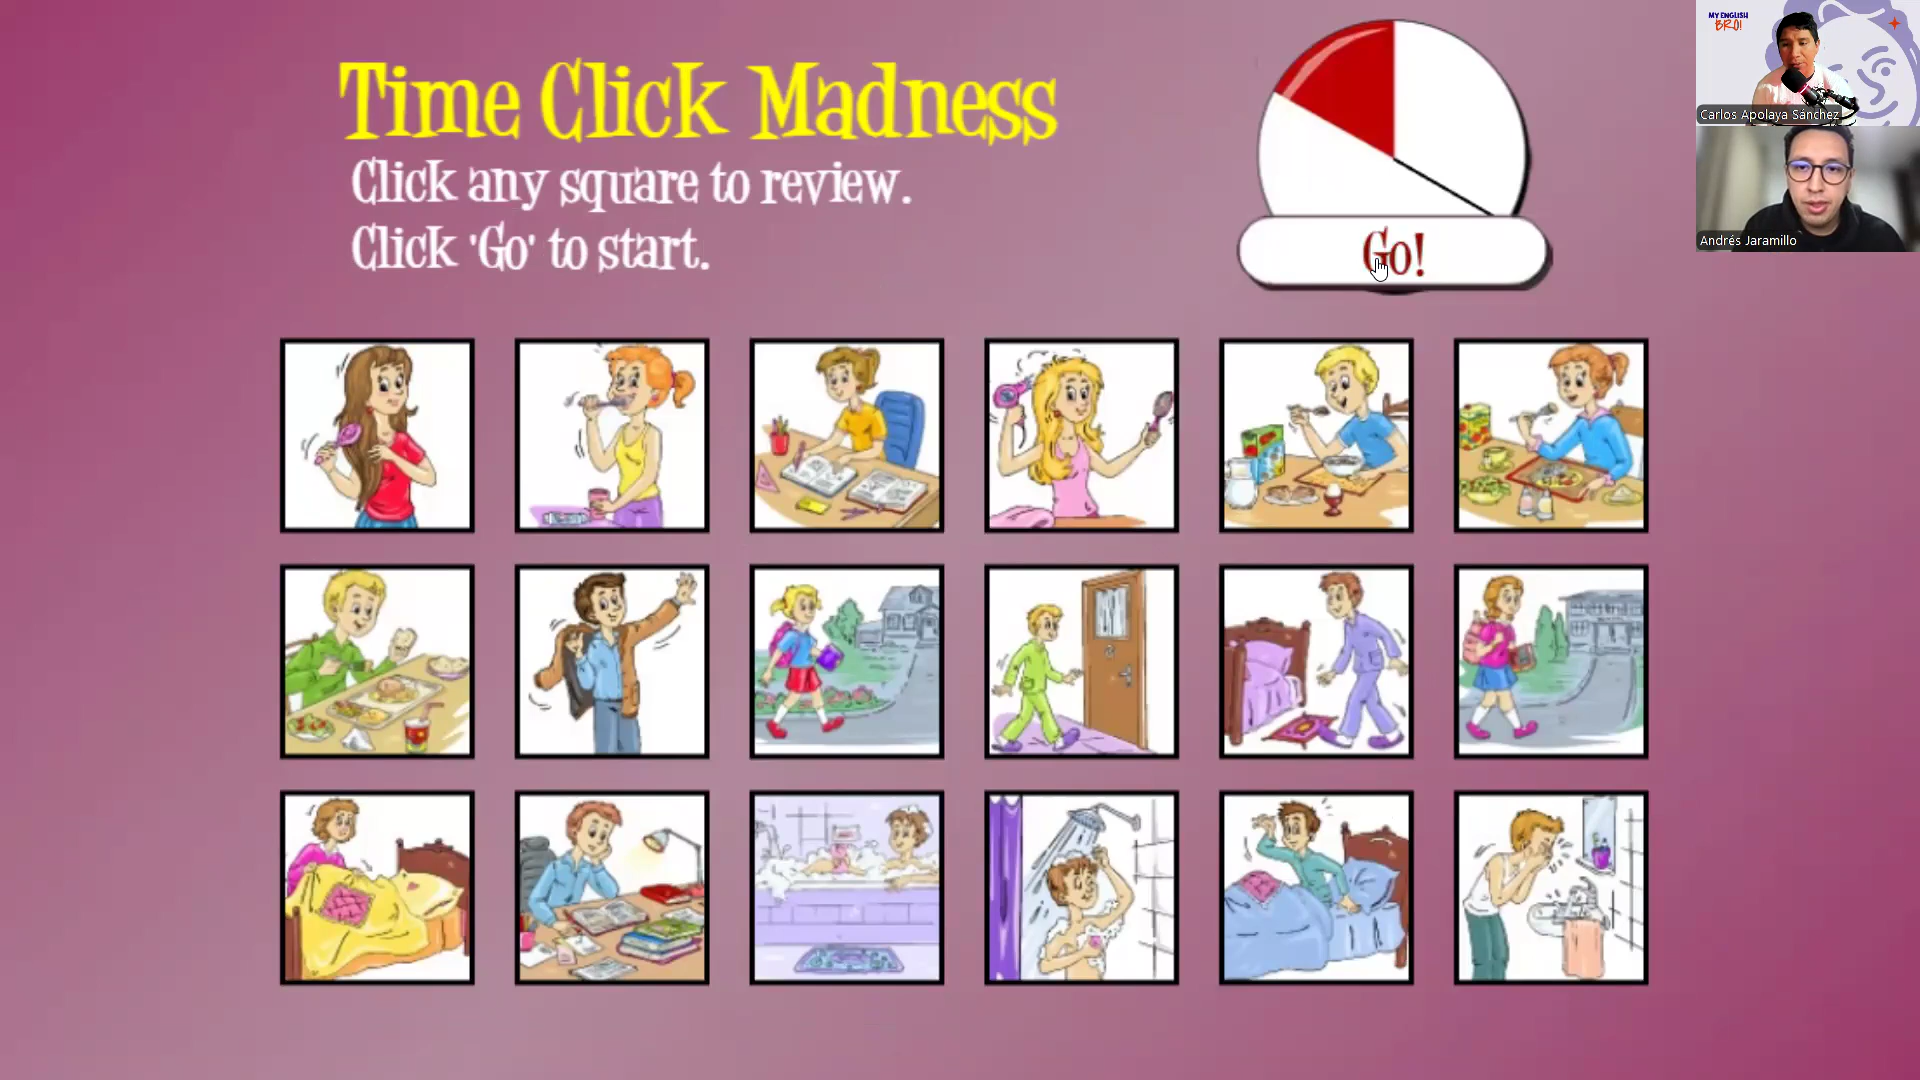 Time Click Madness
Click any square to review.
Click 'Go' to start.
Go!
MY ENGLISH
BRO!
Carlos Apolaya Sánchez
Andrés Jaramillo